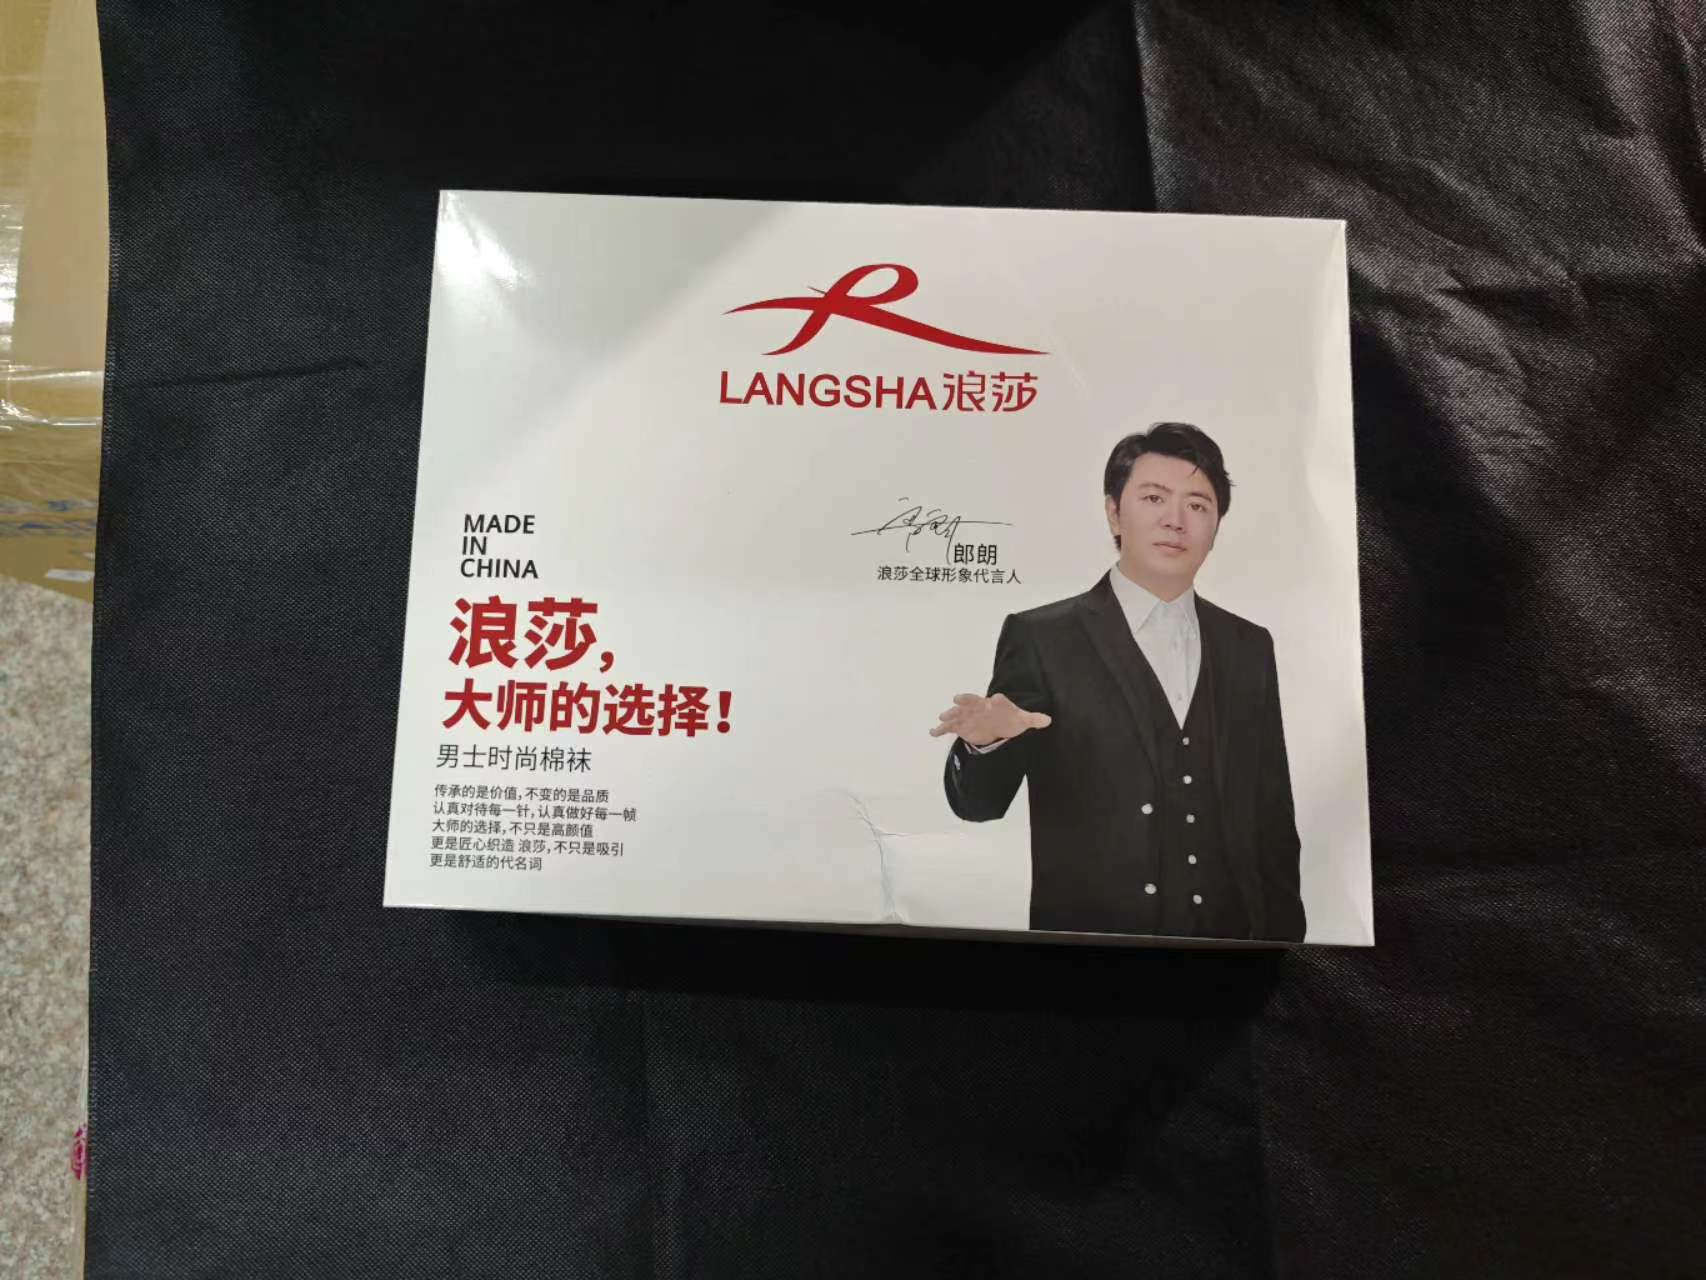 LANGSHA浪莎
郎朗
浪莎全球形象代言人
MADE
IN
CHINA
浪莎,
大师的选择!
男士时尚棉袜
传承的是价值,不变的是品质
认真对待每一针,认真做好每一帧
大师的选择,不只是高颜值
更是匠心织造 浪莎,不只是吸引
更是舒适的代名词